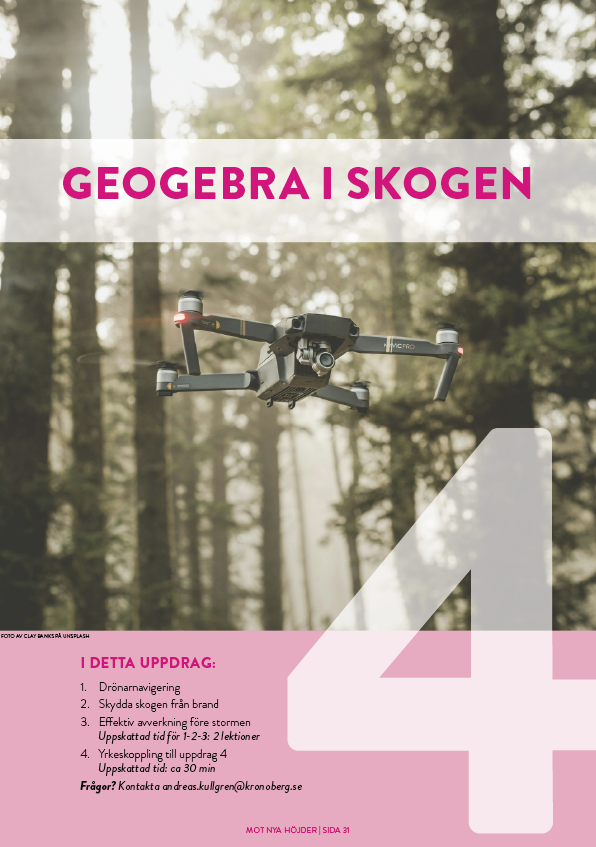 GEOGEBRA I SKOGEN
MAVIC PRO
4
FOTO AV CLAY BANKS PÅ UNSPLASH
I DETTA UPPDRAG:
1. Drönarnavigering
2. Skydda skogen från brand
3. Effektiv avverkning före stormen
Uppskattad tid för 1-2-3: 2 lektioner
4. Yrkeskoppling till uppdrag 4
Uppskattad tid: ca 30 min
Frågor? Kontakta andreas.kullgren@kronoberg.se
MOT NYA HÖJDER | SIDA 31